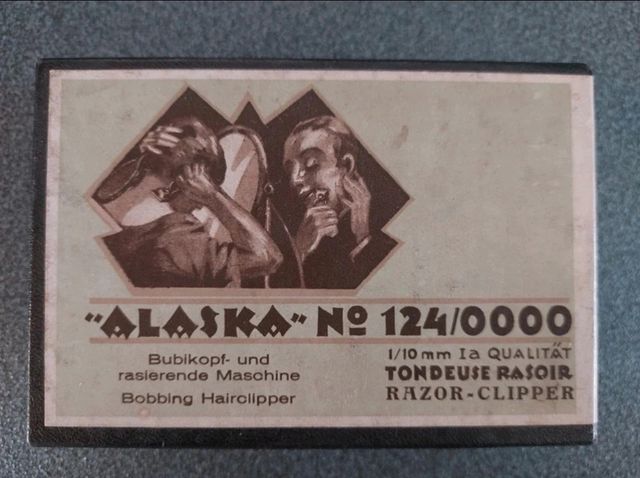 "ALASKA" No 124/0000
Bubikopf- und
rasierende Maschine
Bobbing Hairclipper
1/10 mm Ia QUALITÄT
TONDEUSE RASOIR
RAZOR-CLIPPER